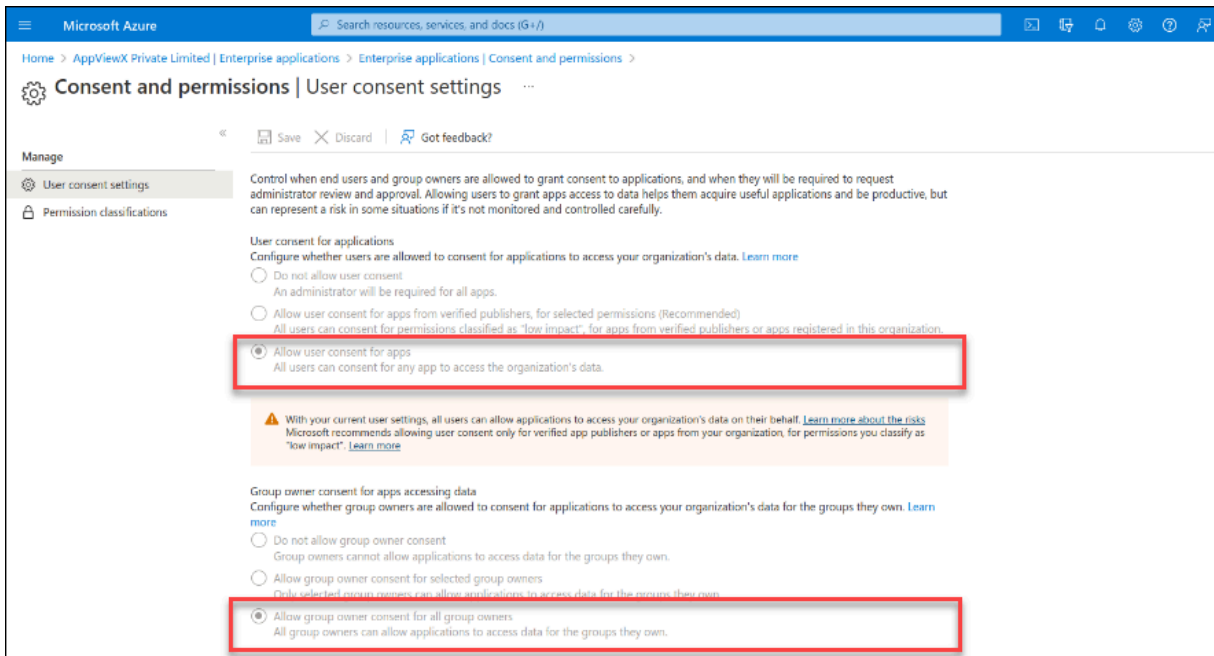 Microsoft Azure
Search resources, services, and docs (G+/)
Home > AppViewX Private Limited | Enterprise applications > Enterprise applications | Consent and permissions >
Consent and permissions | User consent settings ...
« Save Discard Got feedback?
Manage
User consent settings
Permission classifications
Control when end users and group owners are allowed to grant consent to applications, and when they will be required to request
administrator review and approval. Allowing users to grant apps access to data helps them acquire useful applications and be productive, but
can represent a risk in some situations if it's not monitored and controlled carefully.
User consent for applications
Configure whether users are allowed to consent for applications to access your organization's data. Learn more
Do not allow user consent
An administrator will be required for all apps.
Allow user consent for apps from verified publishers, for selected permissions (Recommended)
All users can consent for permissions classified as "low impact", for apps from verified publishers or apps registered in this organization.
Allow user consent for apps
All users can consent for any app to access the organization's data.
With your current user settings, all users can allow applications to access your organization's data on their behalf. Learn more about the risks
Microsoft recommends allowing user consent only for verified app publishers or apps from your organization, for permissions you classify as
"low impact". Learn more
Group owner consent for apps accessing data
Configure whether group owners are allowed to consent for applications to access your organization's data for the groups they own. Learn
more
Do not allow group owner consent
Group owners cannot allow applications to access data for the groups they own.
Allow group owner consent for selected group owners
Only selected group owners can allow applications to access data for the groups they own.
Allow group owner consent for all group owners
All group owners can allow applications to access data for the groups they own.